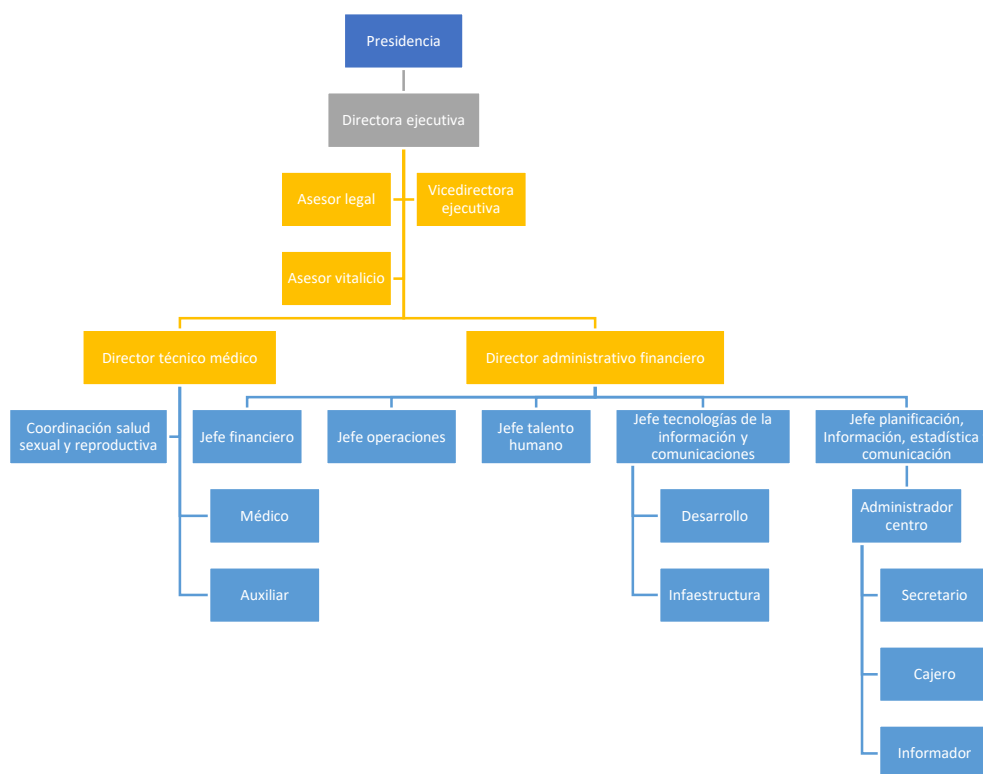 Presidencia
Directora ejecutiva
Asesor legal
Vicedirectora
ejecutiva
Asesor vitalicio
Director técnico médico
Director administrativo financiero
Coordinación salud
sexual y reproductiva
Jefe financiero
Jefe operaciones
Jefe talento
humano
Jefe tecnologías de la
información y
comunicaciones
Jefe planificación,
Información, estadística
comunicación
Médico
Desarrollo
Administrador
centro
Auxiliar
Infaestructura
Secretario
Cajero
Informador